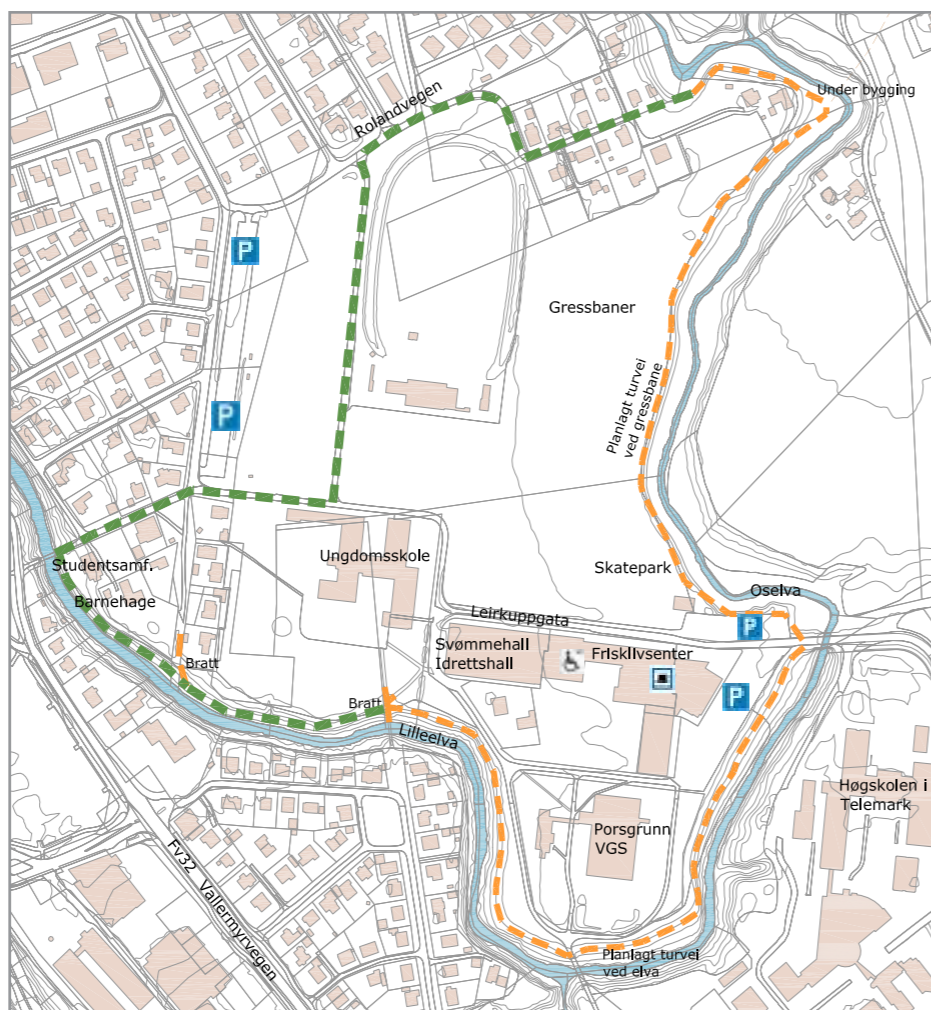 Under bygging
Rolandvegen
P
Gressbaner
P
Planlagt turvei
ved gressbane
Ungdomsskole
Studentsamf.
Skatepark
Oselva
Barnehage
Leirkuppgata
P
Svømmehall
Idrettshall
FrIsklIvsenter
Bratt
P
Bratt
Lilleelva
Høgskolen i
Telemark
Porsgrunn
VGS
Fv32 Vallermyrvegen
Planlagt turvei
ved elva